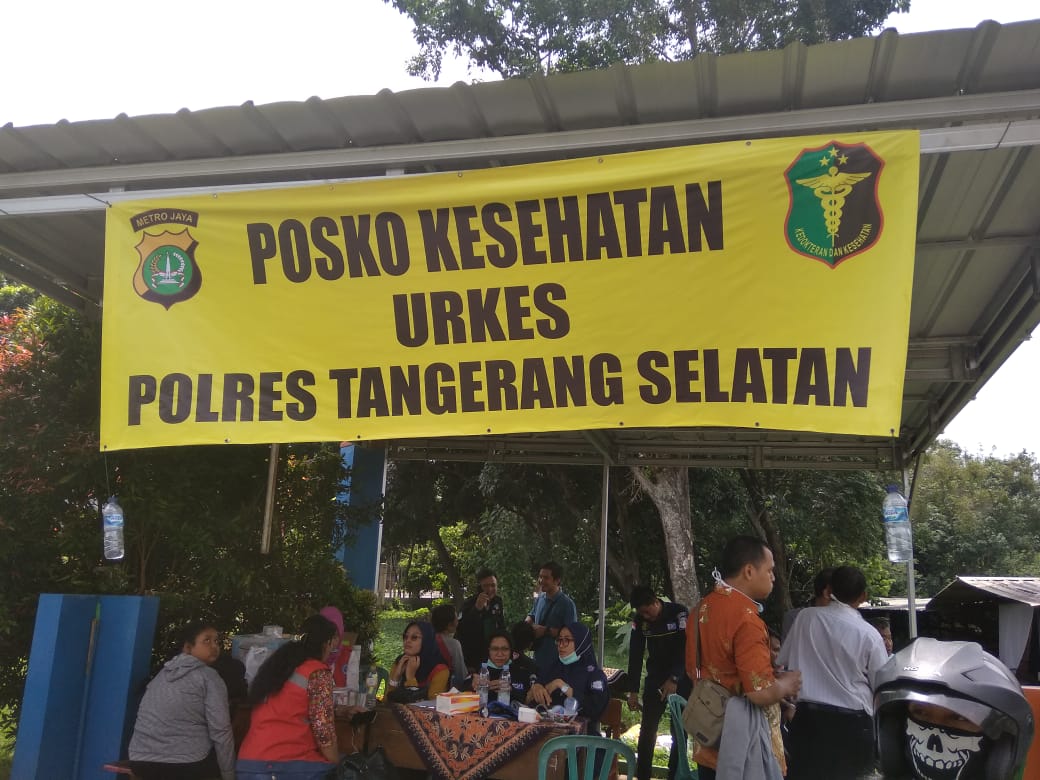 METRO JAYA
POSKO KESEHATAN
URKES
POLRES TANGERANG SELATAN
KEDOKTERAN DAN KESEHATAN